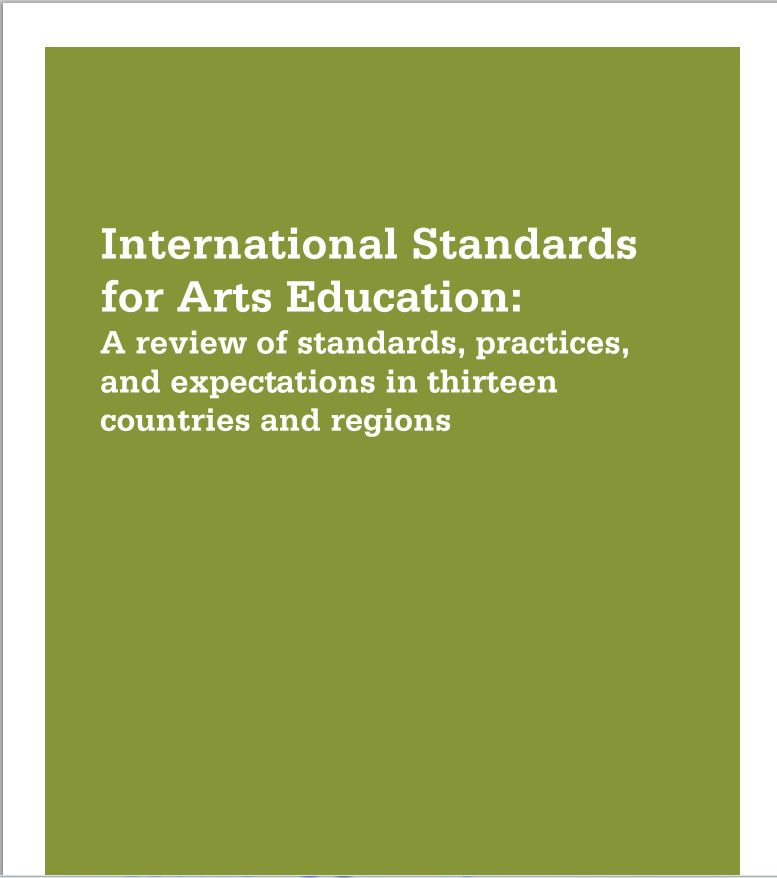 International Standards
for Arts Education:
A review of standards, practices,
and expectations in thirteen
countries and regions